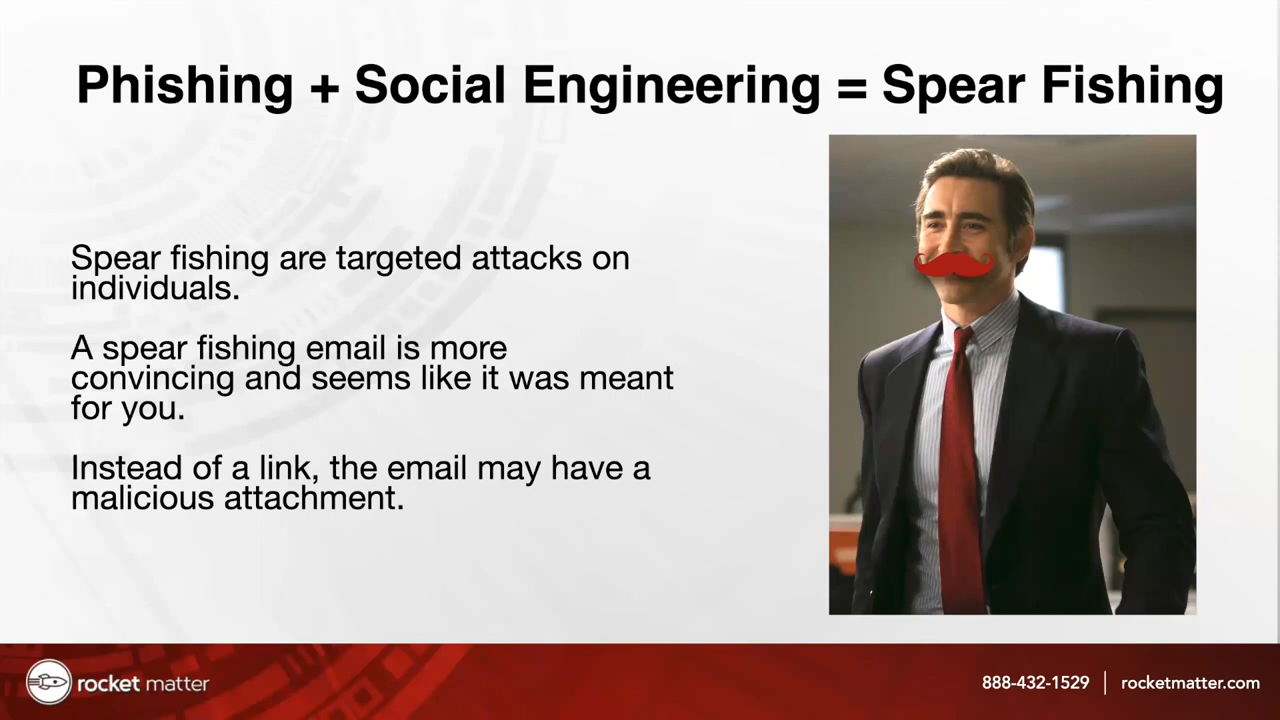 Phishing + Social Engineering = Spear Fishing
Spear fishing are targeted attacks on
individuals.
A spear fishing email is more
convincing and seems like it was meant
for you.
Instead of a link, the email may have a
malicious attachment.
rocket matter
888-432-1529 | rocketmatter.com